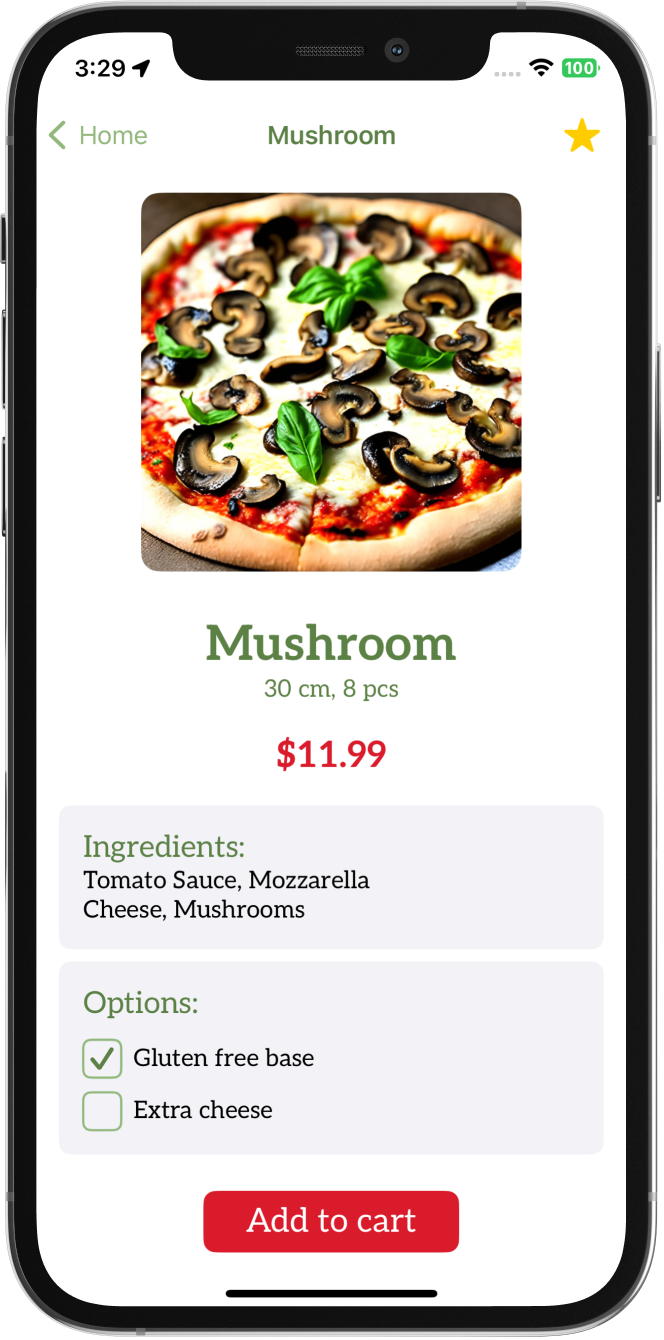 3:29
100
Home
Mushroom
Mushroom
30 cm, 8 pcs
$11.99
Ingredients:
Tomato Sauce, Mozzarella
Cheese, Mushrooms
Options:
Gluten free base
Extra cheese
Add to cart